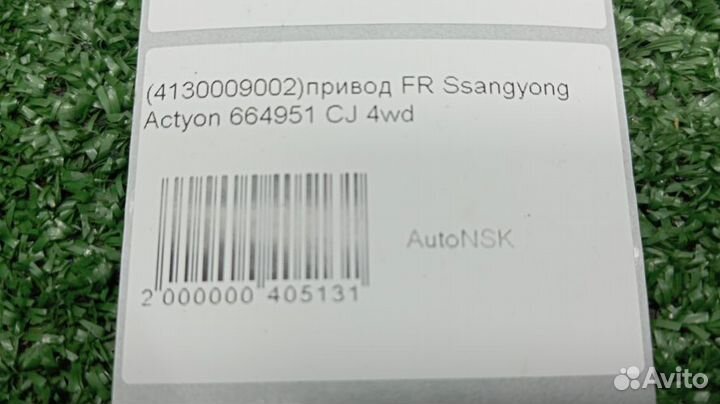 (4130009002)привод FR Ssangyong
Actyon 664951 CJ 4wd
AutoNSK
2 000000 405131
Avito